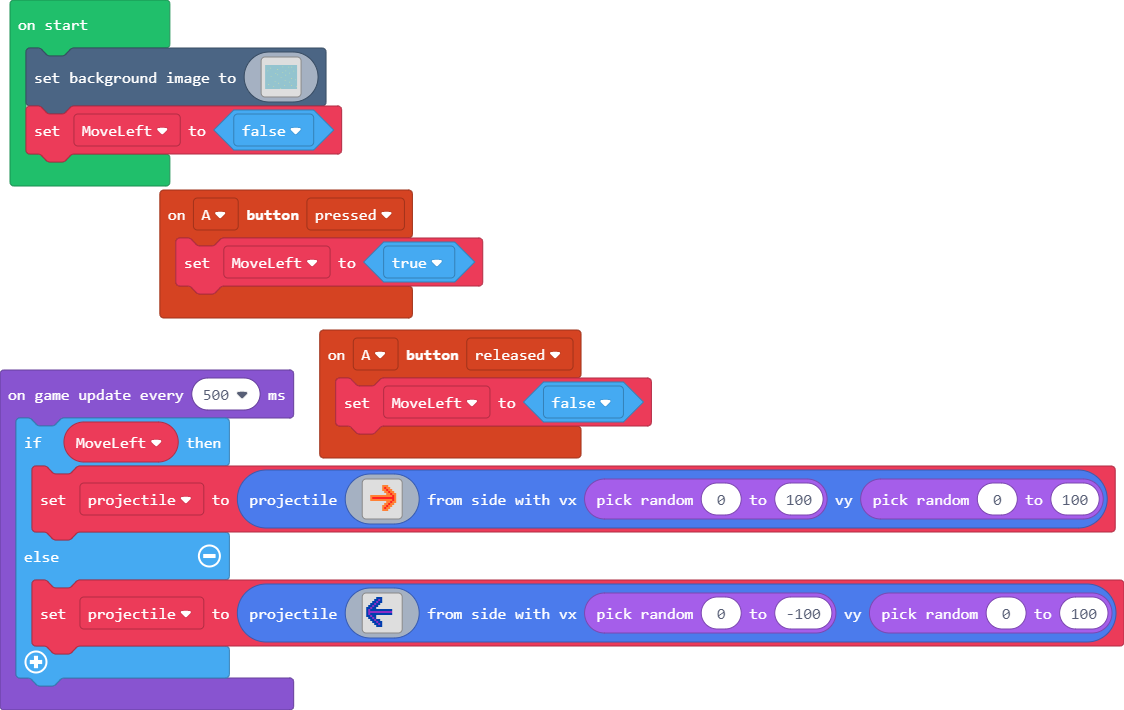 on start
set background image to
set MoveLeft to false
on A button pressed
set MoveLeft to true
on A button released
set MoveLeft to false
on game update every 500 ms
if MoveLeft then
set projectile to projectile from side with vx pick random 0 to 100 vy pick random 0 to 100
else
set projectile to projectile from side with vx pick random 0 to -100 vy pick random 0 to 100